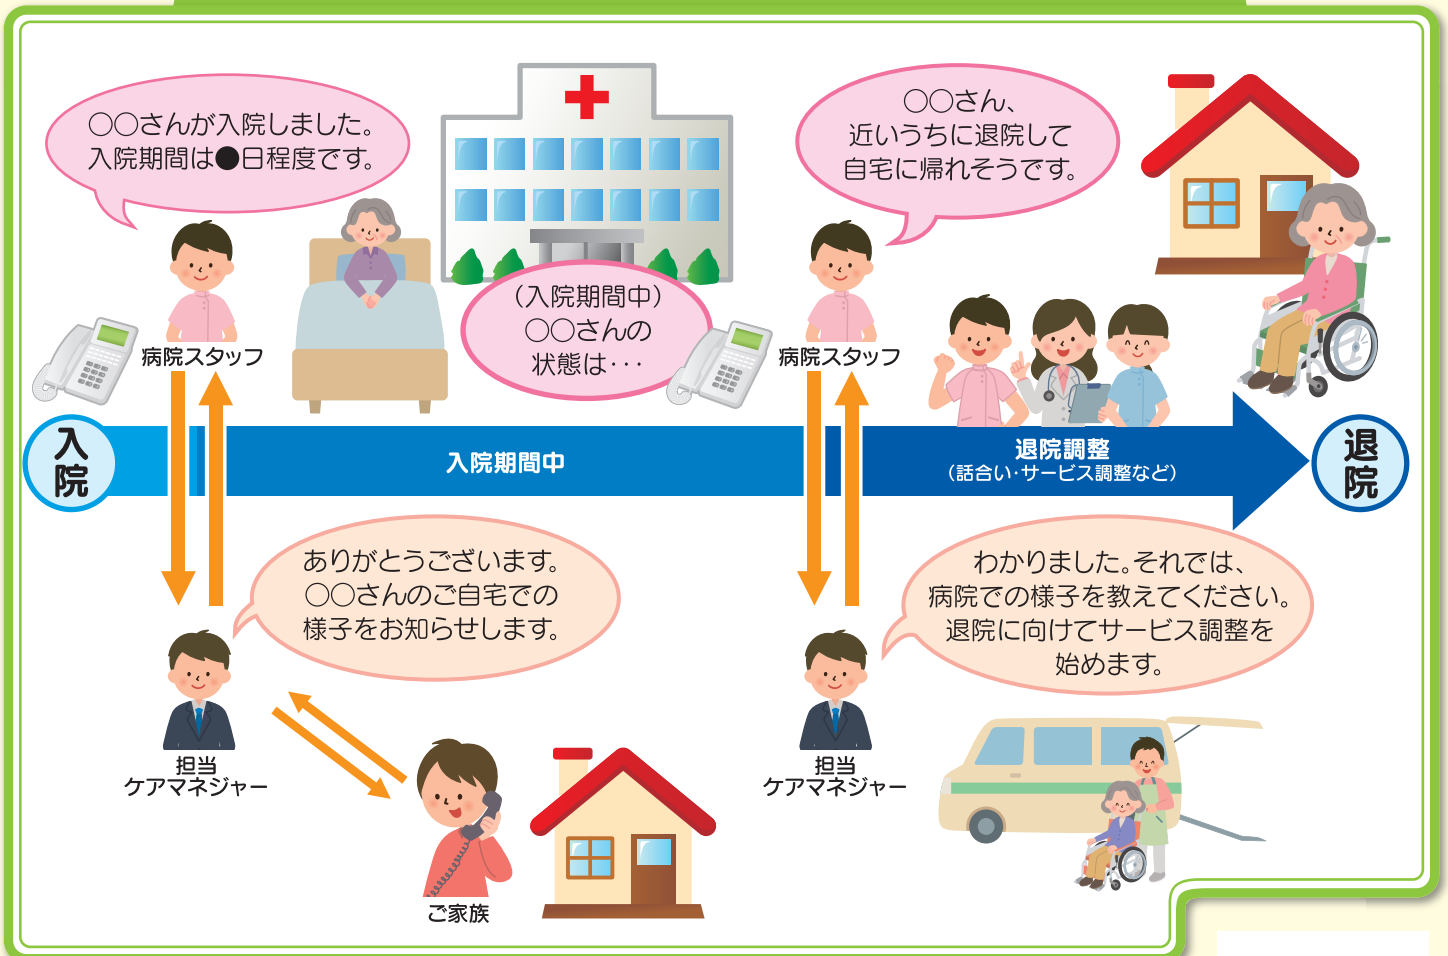 〇〇さんが入院しました。
入院期間は●日程度です。
〇〇さん、
近いうちに退院して
自宅に帰れそうです。
(入院期間中)
〇〇さんの
状態は・・・
病院スタッフ
病院スタッフ
入院
入院期間中
退院調整
(話合い・サービス調整など)
退院
ありがとうございます。
〇〇さんのご自宅での
様子をお知らせします。
わかりました。それでは、
病院での様子を教えてください。
退院に向けてサービス調整を
始めます。
担当
ケアマネジャー
担当
ケアマネジャー
ご家族